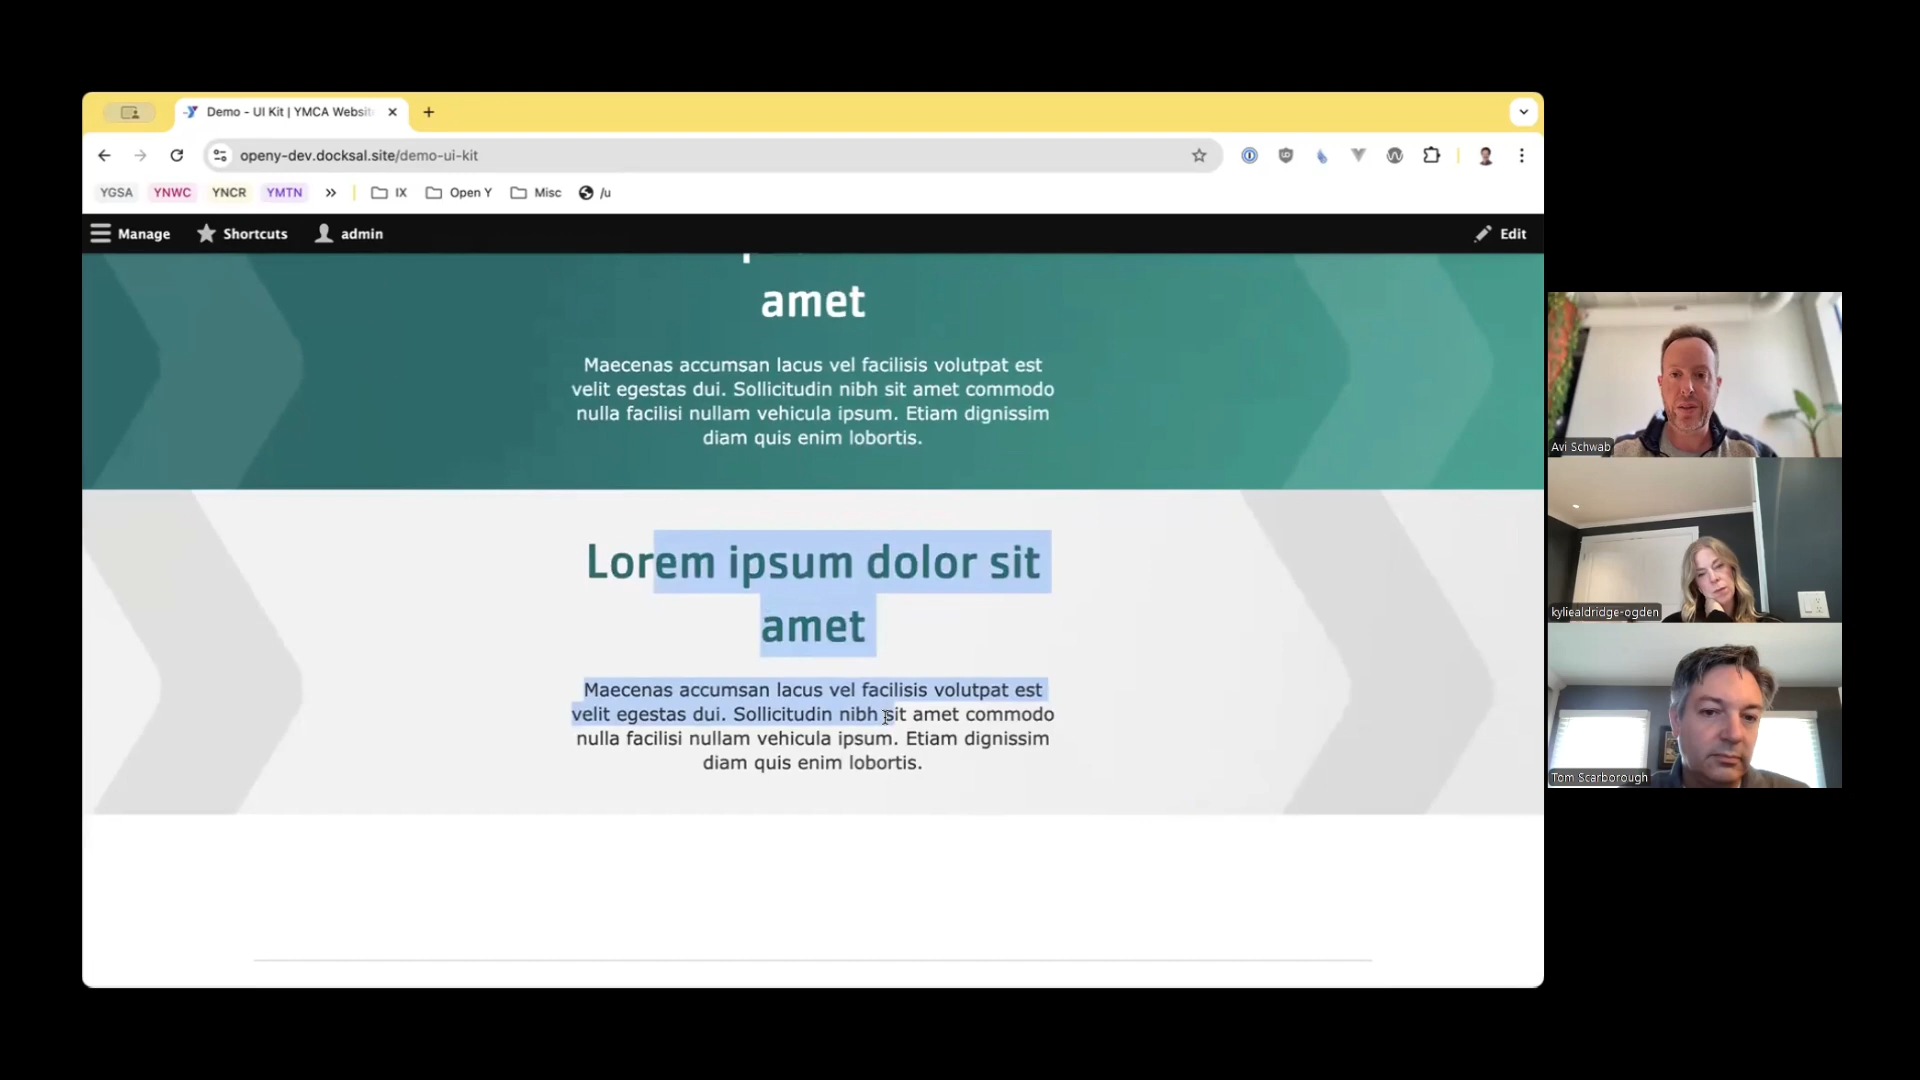 Demo - UI Kit | YMCA Websit
openy-dev.docksal.site/demo-ui-kit
YGSA YNWC YNCR YMTN » IX Open Y Misc /u
Manage Shortcuts admin Edit
amet
Maecenas accumsan lacus vel facilisis volutpat est
velit egestas dui. Sollicitudin nibh sit amet commodo
nulla facilisi nullam vehicula ipsum. Etiam dignissim
diam quis enim lobortis.
Lorem ipsum dolor sit
amet
Maecenas accumsan lacus vel facilisis volutpat est
velit egestas dui. Sollicitudin nibh sit amet commodo
nulla facilisi nullam vehicula ipsum. Etiam dignissim
diam quis enim lobortis.
Avi Schwab
kyliealdridge-ogden
Tom Scarborough